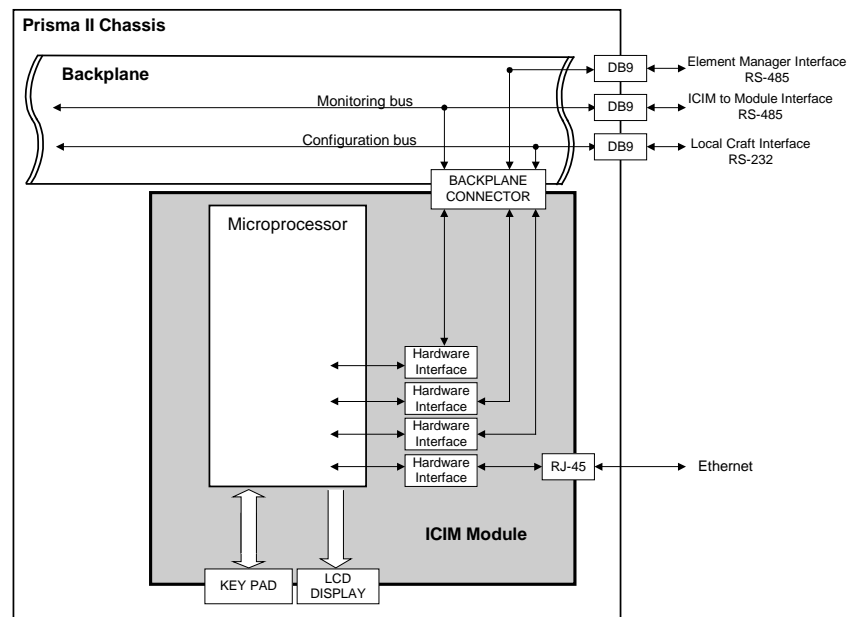 Prisma II Chassis
Backplane
DB9
Element Manager Interface
RS-485
Monitoring bus
DB9
ICIM to Module Interface
RS-485
Configuration bus
DB9
Local Craft Interface
RS-232
BACKPLANE
CONNECTOR
Microprocessor
Hardware
Interface
Hardware
Interface
Hardware
Interface
Hardware
Interface
RJ-45
Ethernet
ICIM Module
KEY PAD
LCD
DISPLAY